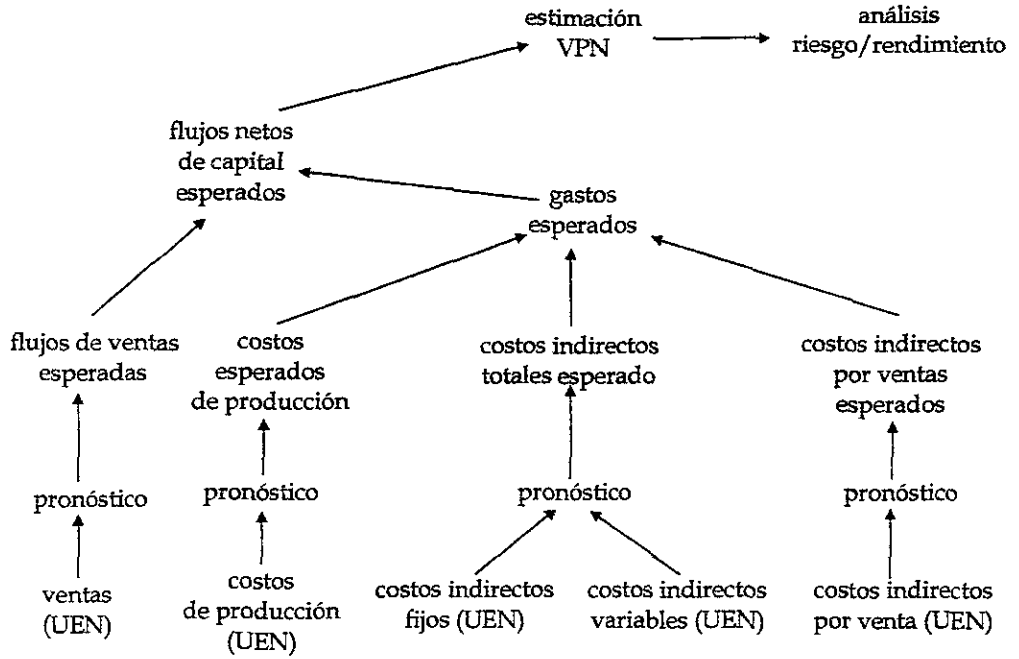 estimación
VPN
análisis
riesgo/rendimiento
flujos netos
de capital
esperados
gastos
esperados
flujos de ventas
esperadas
costos
esperados
de producción
costos indirectos
totales esperado
costos indirectos
por ventas
esperados
pronóstico
pronóstico
pronóstico
pronóstico
ventas
(UEN)
costos
de producción
(UEN)
costos indirectos
fijos (UEN)
costos indirectos
variables (UEN)
costos indirectos
por venta (UEN)